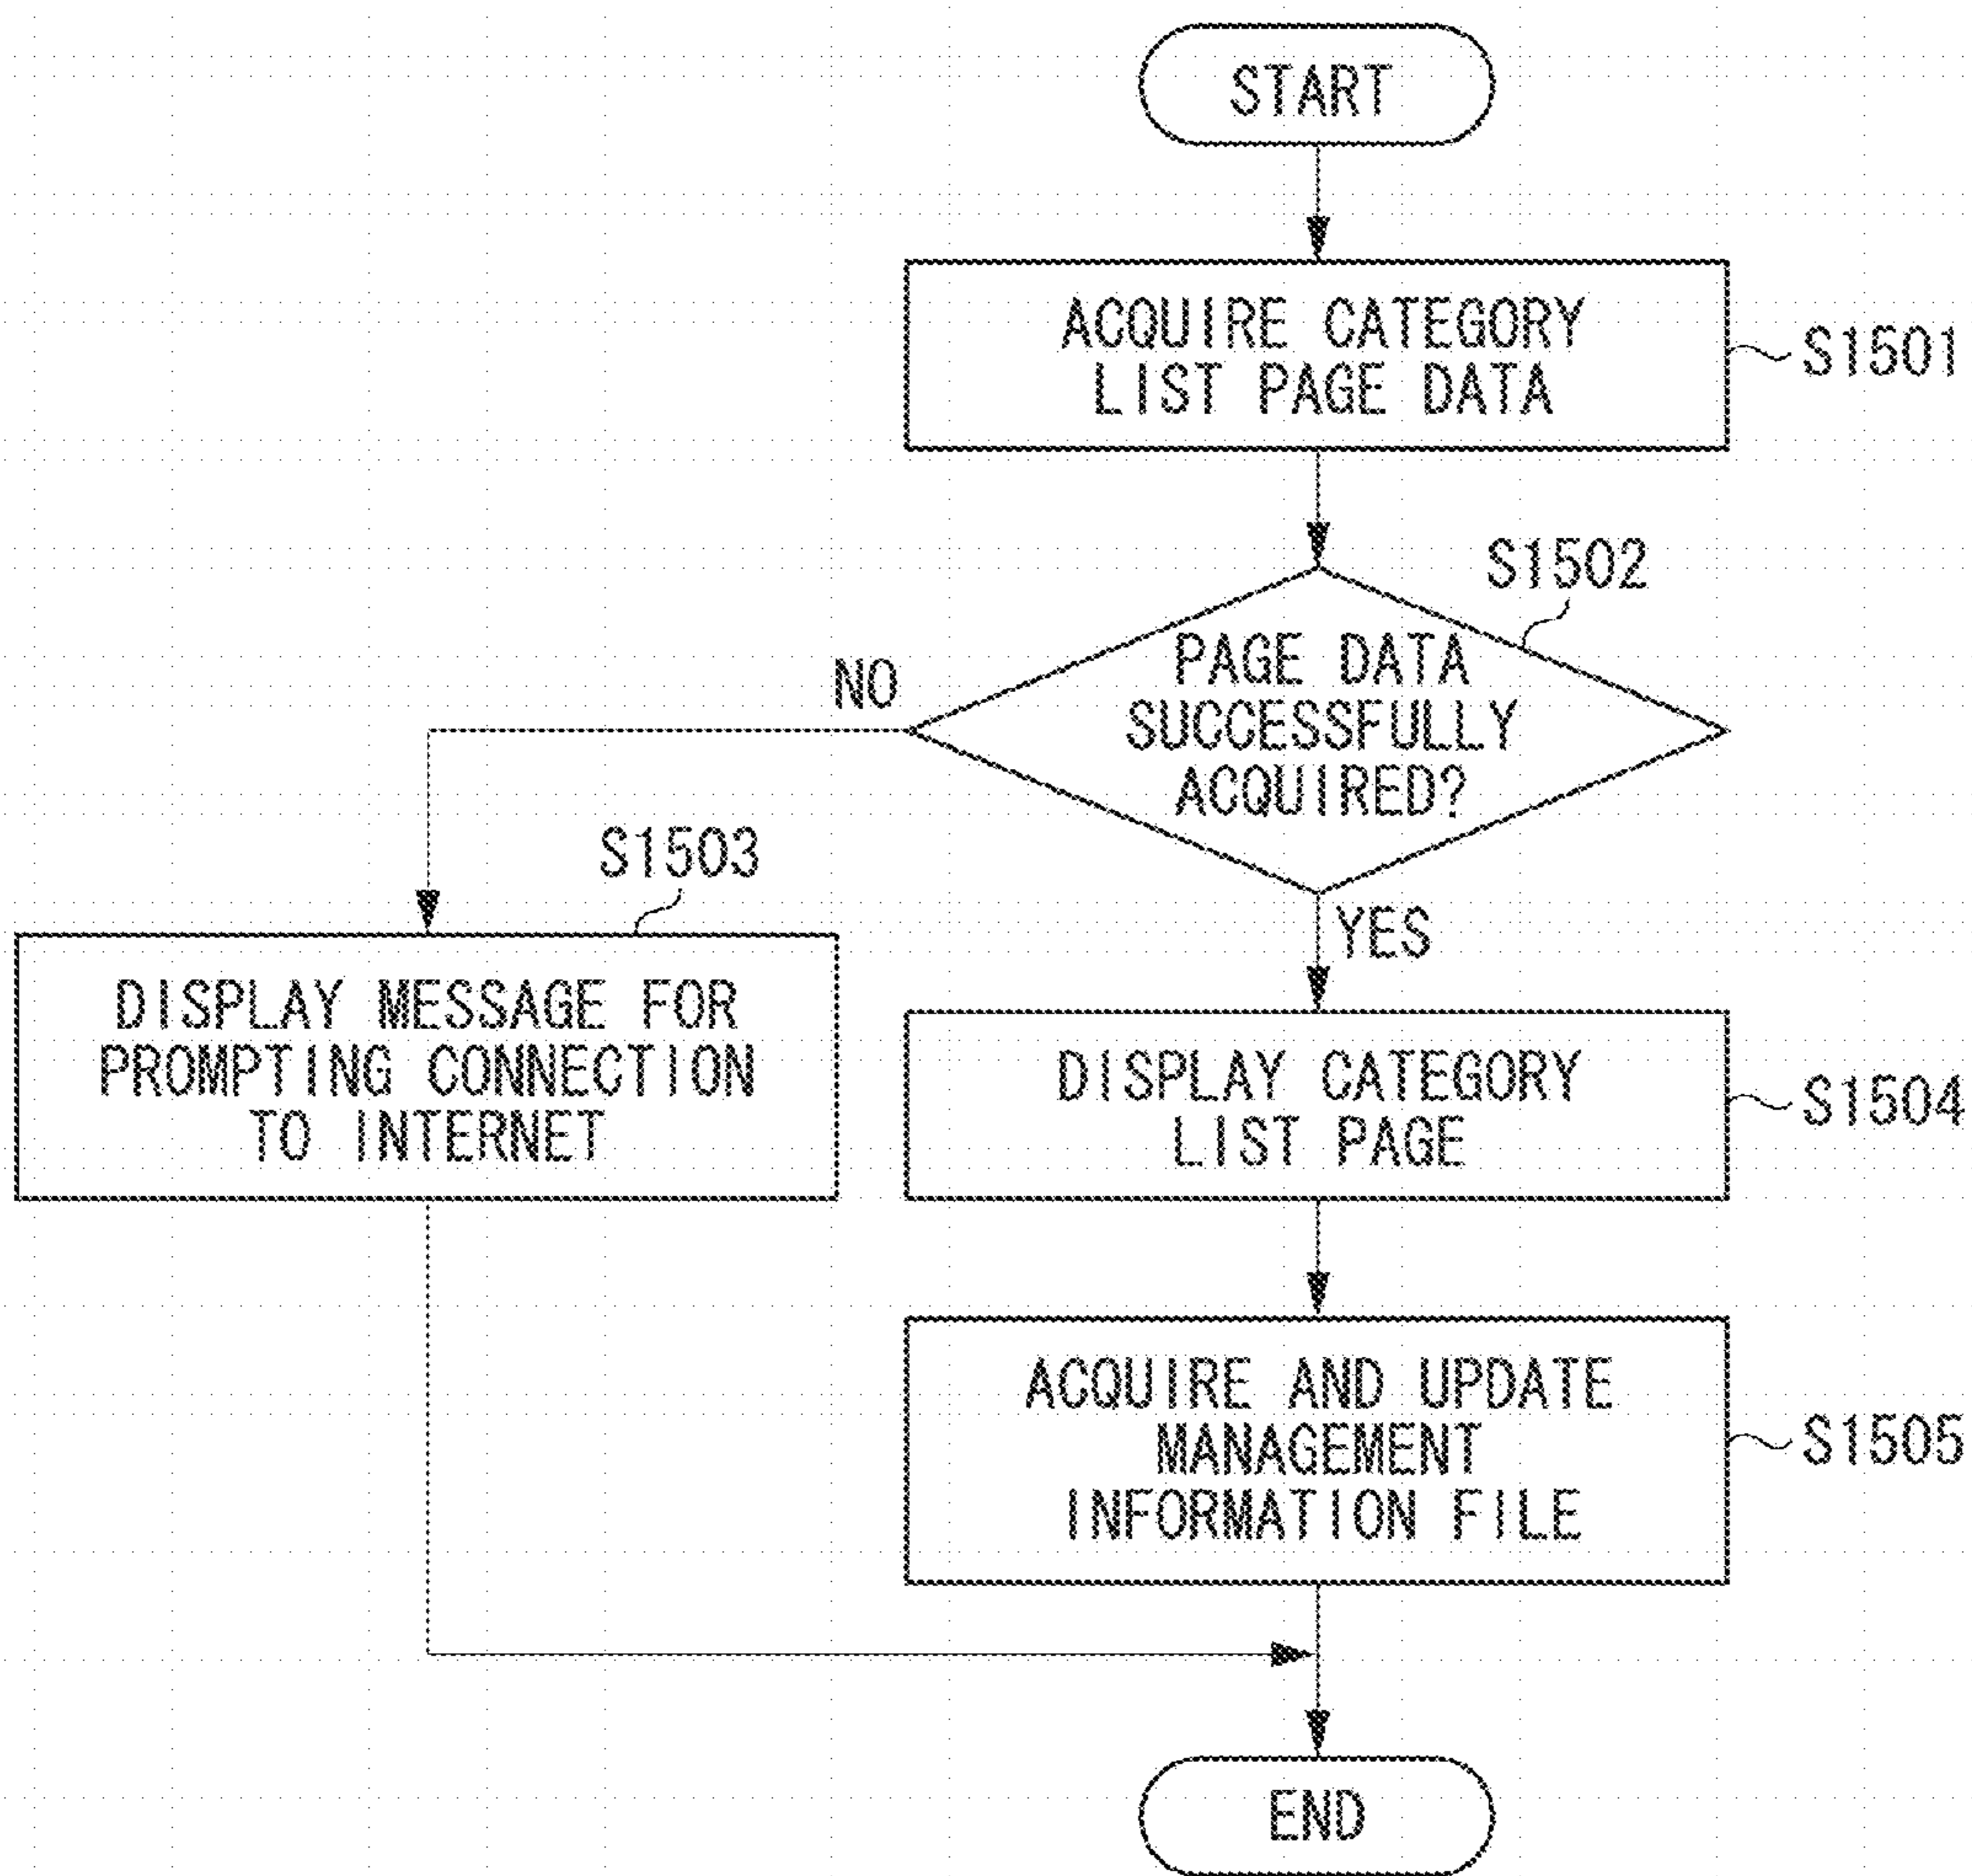 START
ACQUIRE CATEGORY
LIST PAGE DATA
S1501
S1502
PAGE DATA
SUCCESSFULLY
ACQUIRED?
NO
YES
S1503
DISPLAY MESSAGE FOR
PROMPTING CONNECTION
TO INTERNET
DISPLAY CATEGORY
LIST PAGE
S1504
ACQUIRE AND UPDATE
MANAGEMENT
INFORMATION FILE
S1505
END